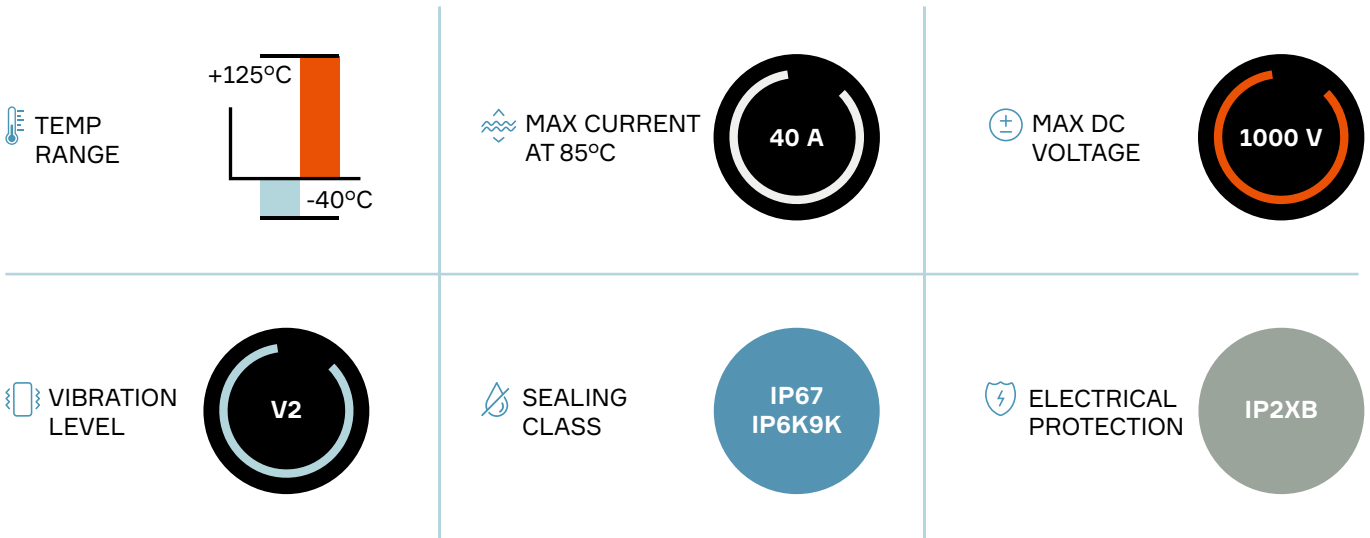 +125ºC
TEMP
RANGE
-40ºC
MAX CURRENT
AT 85ºC
40 A
MAX DC
VOLTAGE
1000 V
VIBRATION
LEVEL
V2
SEALING
CLASS
IP67
IP6K9K
ELECTRICAL
PROTECTION
IP2XB